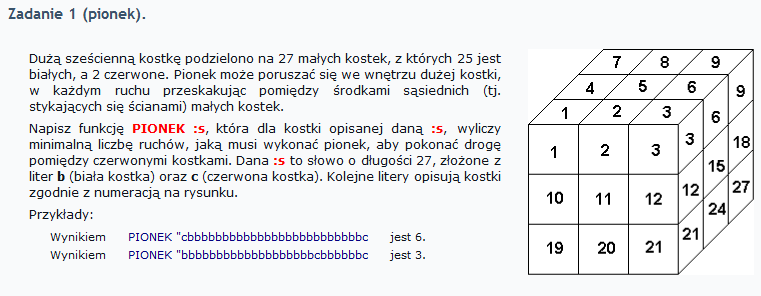 Zadanie 1 (pionek).
Dużą sześcienną kostkę podzielono na 27 małych kostek, z których 25 jest
białych, a 2 czerwone. Pionek może poruszać się we wnętrzu dużej kostki,
w każdym ruchu przeskakując pomiędzy środkami sąsiednich (tj.
stykających się ścianami) małych kostek.
Napisz funkcję PIONEK :s, która dla kostki opisanej daną :s, wyliczy
minimalną liczbę ruchów, jaką musi wykonać pionek, aby pokonać drogę
pomiędzy czerwonymi kostkami. Dana :s to słowo o długości 27, złożone z
liter b (biała kostka) oraz c (czerwona kostka). Kolejne litery opisują kostki
zgodnie z numeracją na rysunku.
Przykłady:
Wynikiem PIONEK "cbbbbbbbbbbbbbbbbbbbbbbbbbc jest 6.
Wynikiem PIONEK "bbbbbbbbbbbbbbbbbbbcbbbbbbc jest 3.
7 8 9
4 5 6
1 2 3
1 2 3
10 11 12
19 20 21
3 6 9
12 15 18
21 24 27